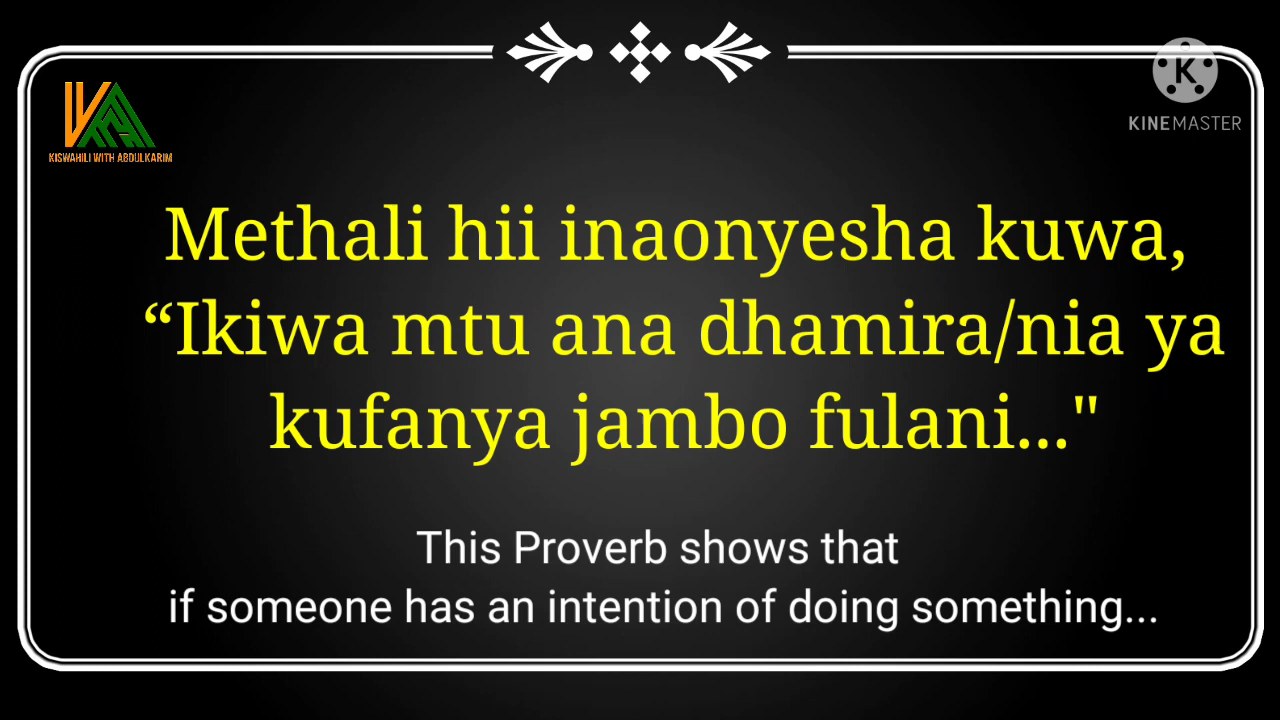 KISWAHILI WITH ABDULKARIM
K
KINEMASTER
Methali hii inaonyesha kuwa,
“Ikiwa mtu ana dhamira/nia ya
kufanya jambo fulani..."
This Proverb shows that
if someone has an intention of doing something...